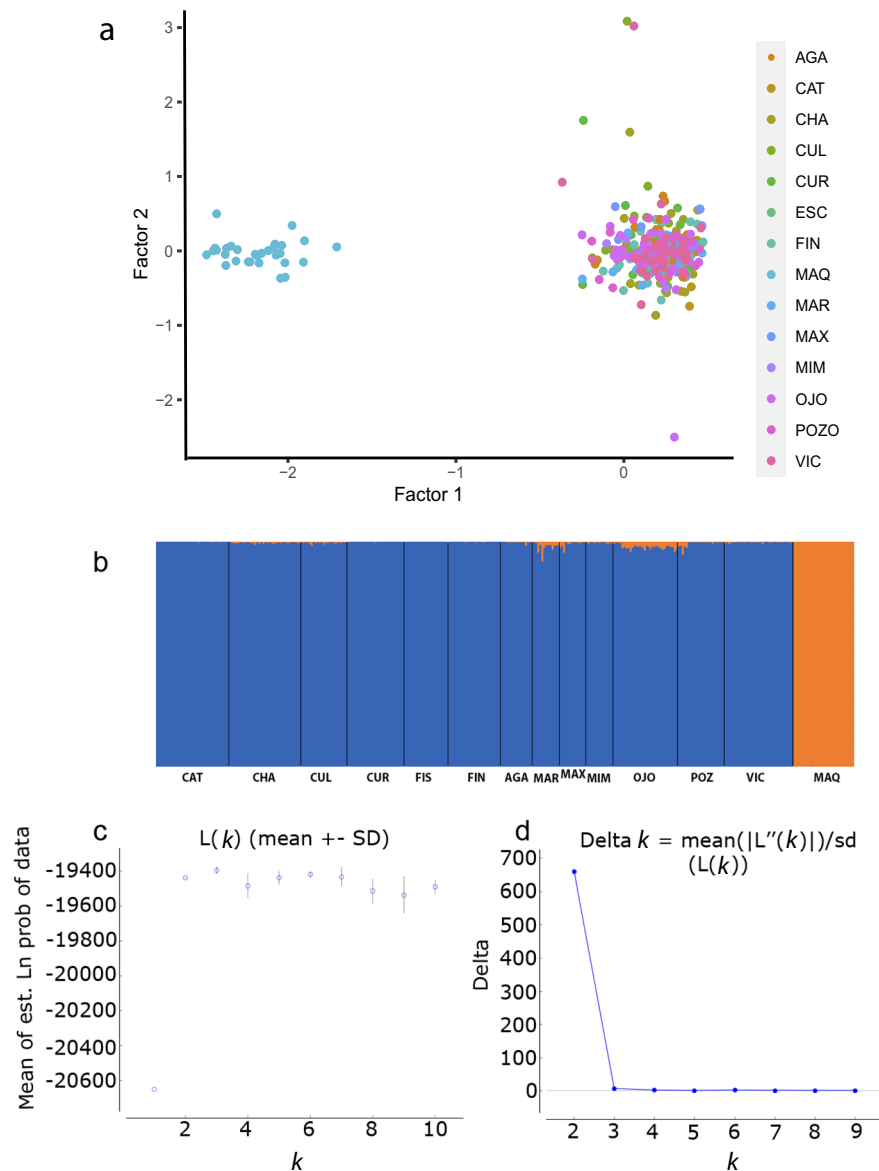 a
3
2
1
0
−1
−2
Factor 2
−2
−1
0
Factor 1
AGA
CAT
CHA
CUL
CUR
ESC
FIN
MAQ
MAR
MAX
MIM
OJO
POZO
VIC
b
CAT CHA CUL CUR FIS FIN AGA MAR MAX MIM OJO POZ VIC MAQ
c
L(k) (mean +- SD)
-19400
-19600
-19800
-20000
-20200
-20400
-20600
Mean of est. Ln prob of data
2 4 6 8 10
k
d
Delta k = mean(|L″(k)|)/sd
(L(k))
700
600
500
400
300
200
100
0
Delta
2 3 4 5 6 7 8 9
k